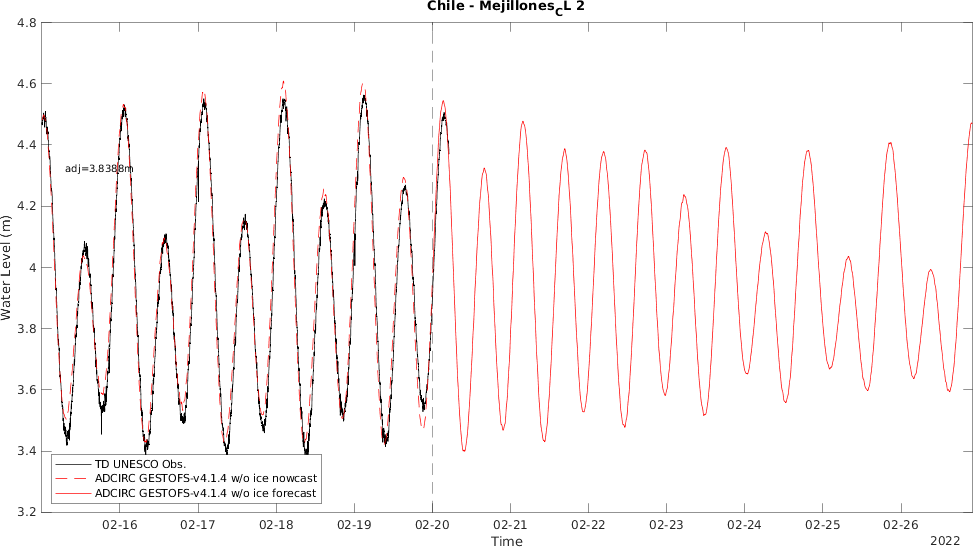 Chile - Mejillones_CL 2
4.8
4.6
4.4
4.2
4
3.8
3.6
3.4
3.2
Water Level (m)
adj=3.8388m
TD UNESCO Obs.
ADCIRC GESTOFS-v4.1.4 w/o ice nowcast
ADCIRC GESTOFS-v4.1.4 w/o ice forecast
02-16 02-17 02-18 02-19 02-20 02-21 02-22 02-23 02-24 02-25 02-26
Time
2022